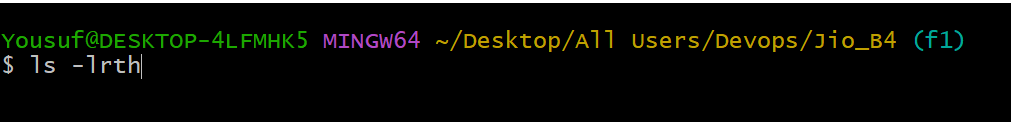 Yousuf@DESKTOP-4LFMHK5 MINGW64 ~/Desktop/All Users/Devops/Jio_B4 (f1)
$ ls -lrth